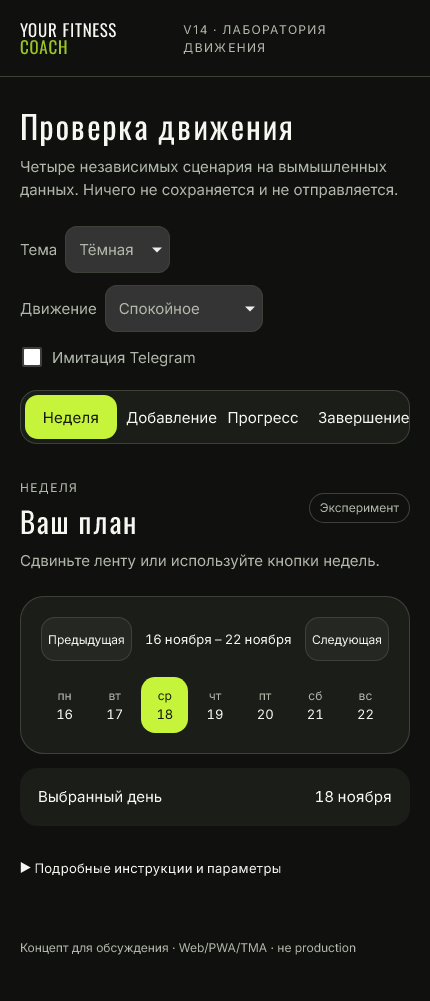 YOUR FITNESS
COACH
V14 · ЛАБОРАТОРИЯ
ДВИЖЕНИЯ
Проверка движения
Четыре независимых сценария на вымышленных
данных. Ничего не сохраняется и не отправляется.
Тема Тёмная
Движение Спокойное
Имитация Telegram
Неделя Добавление Прогресс Завершение
НЕДЕЛЯ
Ваш план
Эксперимент
Сдвиньте ленту или используйте кнопки недель.
Предыдущая 16 ноября – 22 ноября Следующая
пн вт ср чт пт сб вс
16 17 18 19 20 21 22
Выбранный день 18 ноября
Подробные инструкции и параметры
Концепт для обсуждения · Web/PWA/TMA · не production